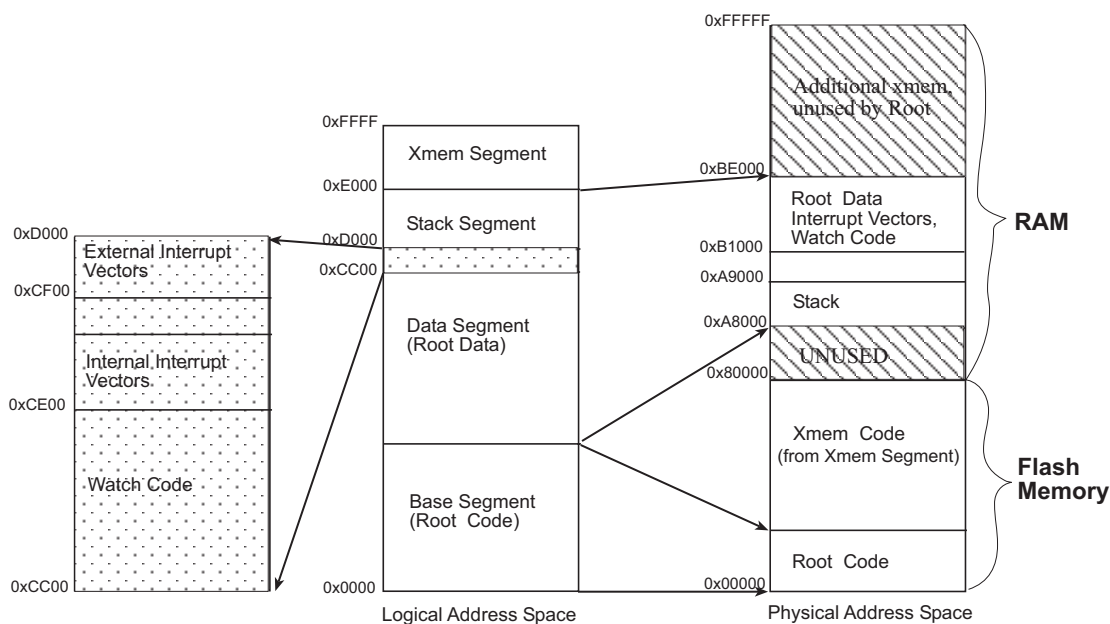 0xD000
External Interrupt
Vectors
0xCF00
Internal Interrupt
Vectors
0xCE00
Watch Code
0xCC00
0xFFFF
Xmem Segment
0xE000
Stack Segment
0xD000
0xCC00
Data Segment
(Root Data)
Base Segment
(Root Code)
0x0000
Logical Address Space
0xFFFFF
Additional xmem,
unused by Root
0xBE000
Root Data
Interrupt Vectors,
Watch Code
0xB1000
0xA9000
Stack
0xA8000
UNUSED
0x80000
Xmem Code
(from Xmem Segment)
Root Code
0x00000
Physical Address Space
RAM
Flash
Memory